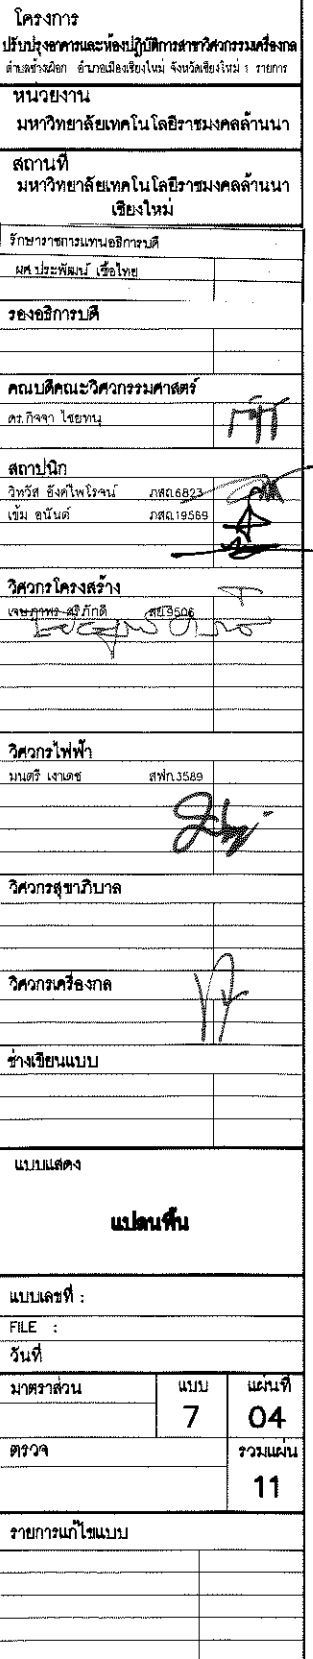 โครงการ
ปรับปรุงอาคารและห้องปฏิบัติการสาขาวิศวกรรมเครื่องกล
ตำบลช้างเผือก อำเภอเมืองเชียงใหม่ จังหวัดเชียงใหม่ 1 รายการ
หน่วยงาน
มหาวิทยาลัยเทคโนโลยีราชมงคลล้านนา
สถานที่
มหาวิทยาลัยเทคโนโลยีราชมงคลล้านนา
เชียงใหม่
รักษาราชการแทนอธิการบดี
ผศ.ประพัฒน์ เชื้อไทย
รองอธิการบดี
คณบดีคณะวิศวกรรมศาสตร์
ดร.กิจจา ไชยทนุ
สถาปนิก
วิทวัส อังค์ไพโรจน์ ภสถ.6823
เข้ม อนันต์ ภสถ.19569
วิศวกรโครงสร้าง
เจษฎาพร ศรีภักดี สย.9506
วิศวกรไฟฟ้า
มนตรี เงาเดช สฟก.3589
วิศวกรสุขาภิบาล
วิศวกรเครื่องกล
ช่างเขียนแบบ
แบบแสดง
แปลนพื้น
แบบเลขที่ :
FILE :
วันที่
มาตราส่วน แบบ แผ่นที่
7 04
ตรวจ รวมแผ่น
11
รายการแก้ไขแบบ